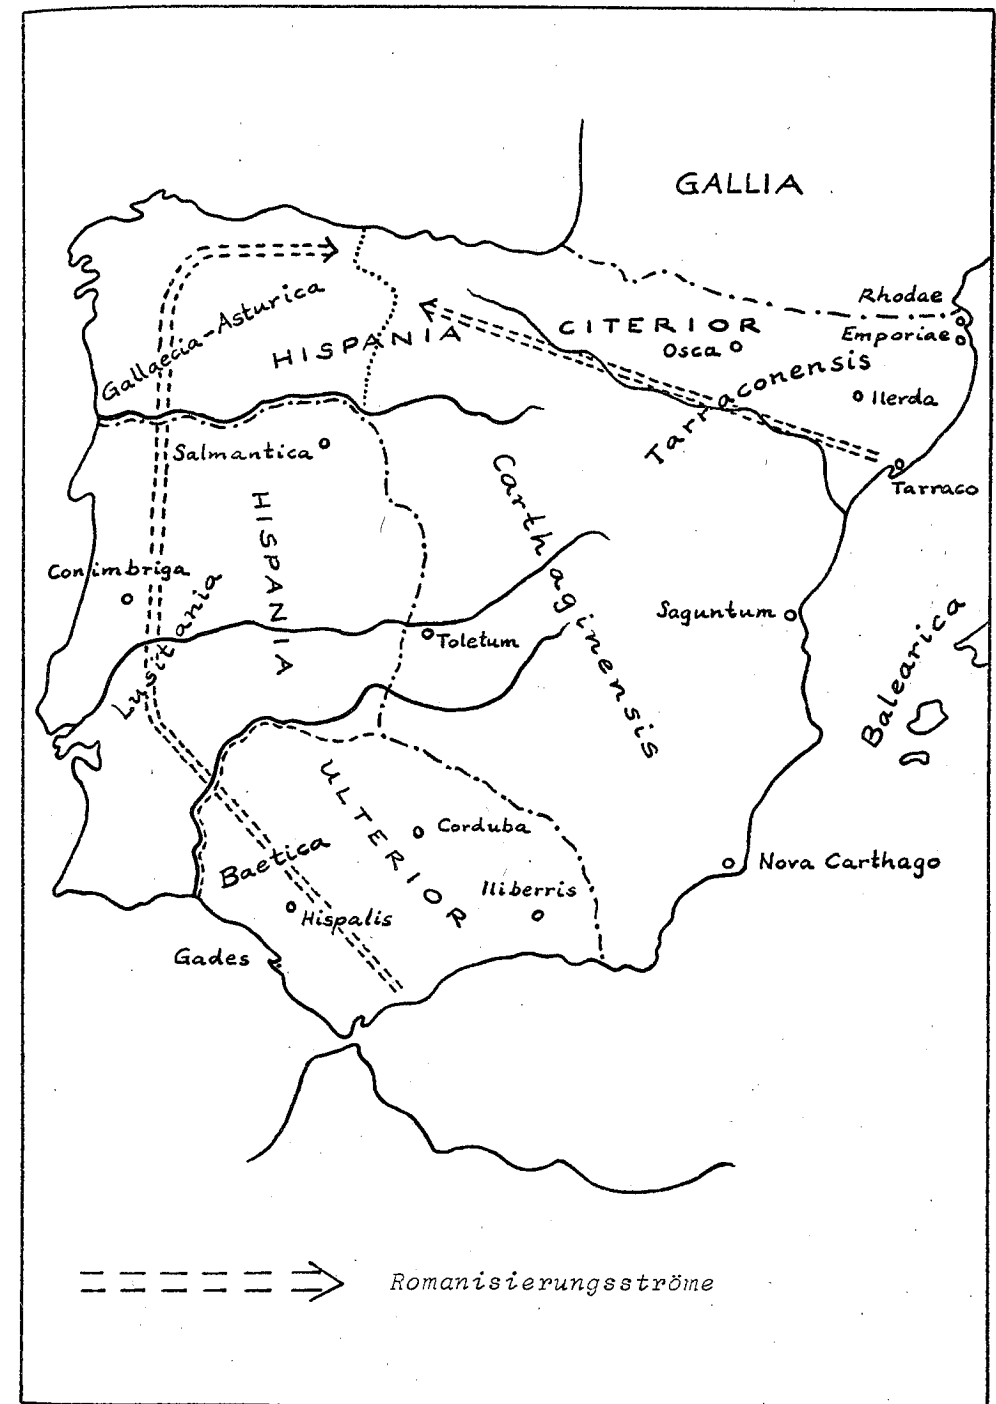 GALLIA
Rhodae
Emporiae
CITERIOR
Osca
Gallaecia-Asturica
HISPANIA
Tarraconensis
Ilerda
Tarraco
Salmantica
Carthaginensis
HISPANIA
Conimbriga
Lysitania
Saguntum
Toletum
Balearica
ULTERIOR
Corduba
Baetica
Iliberris
Nova Carthago
Hispalis
Gades
Romanisierungsströme